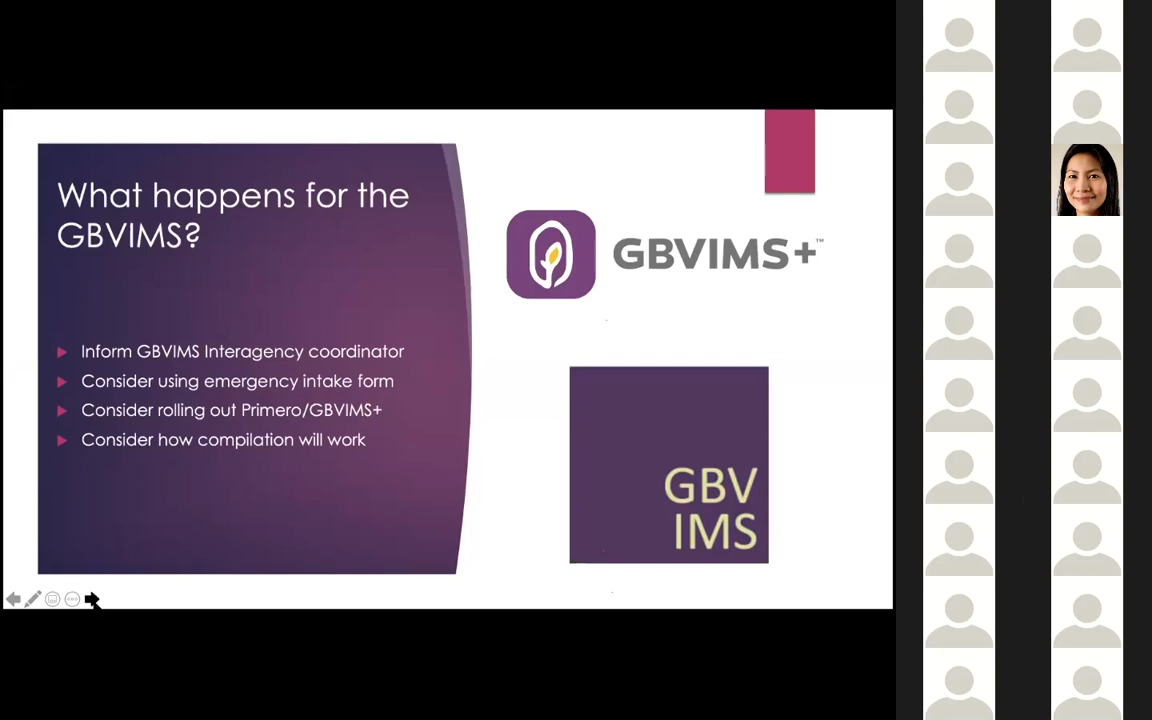 What happens for the
GBVIMS?
Inform GBVIMS Interagency coordinator
Consider using emergency intake form
Consider rolling out Primero/GBVIMS+
Consider how compilation will work
GBVIMS+™
GBV
IMS